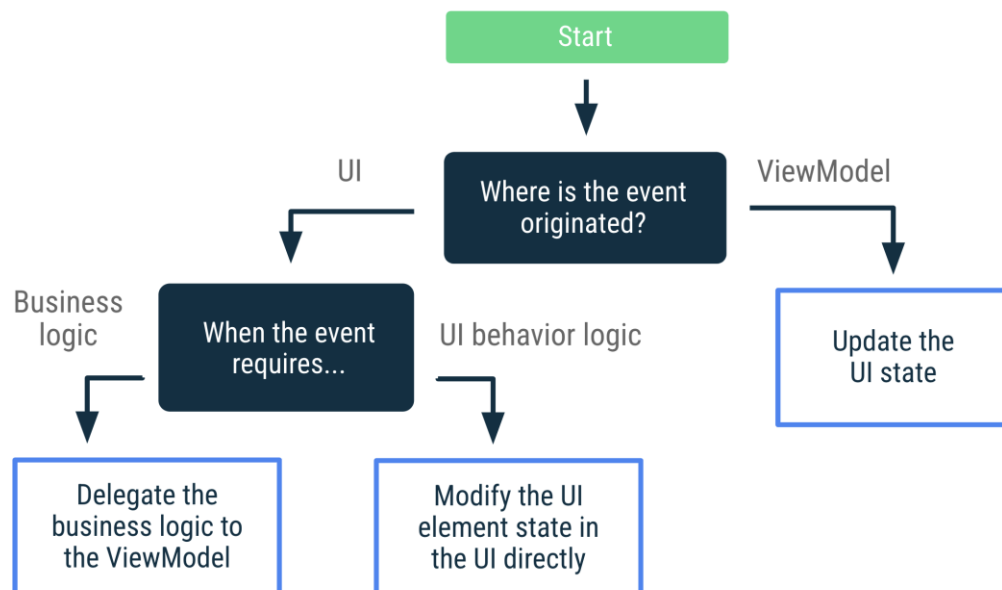 Start
UI
ViewModel
Where is the event
originated?
Business
logic
When the event
requires...
UI behavior logic
Update the
UI state
Delegate the
business logic to
the ViewModel
Modify the UI
element state in
the UI directly